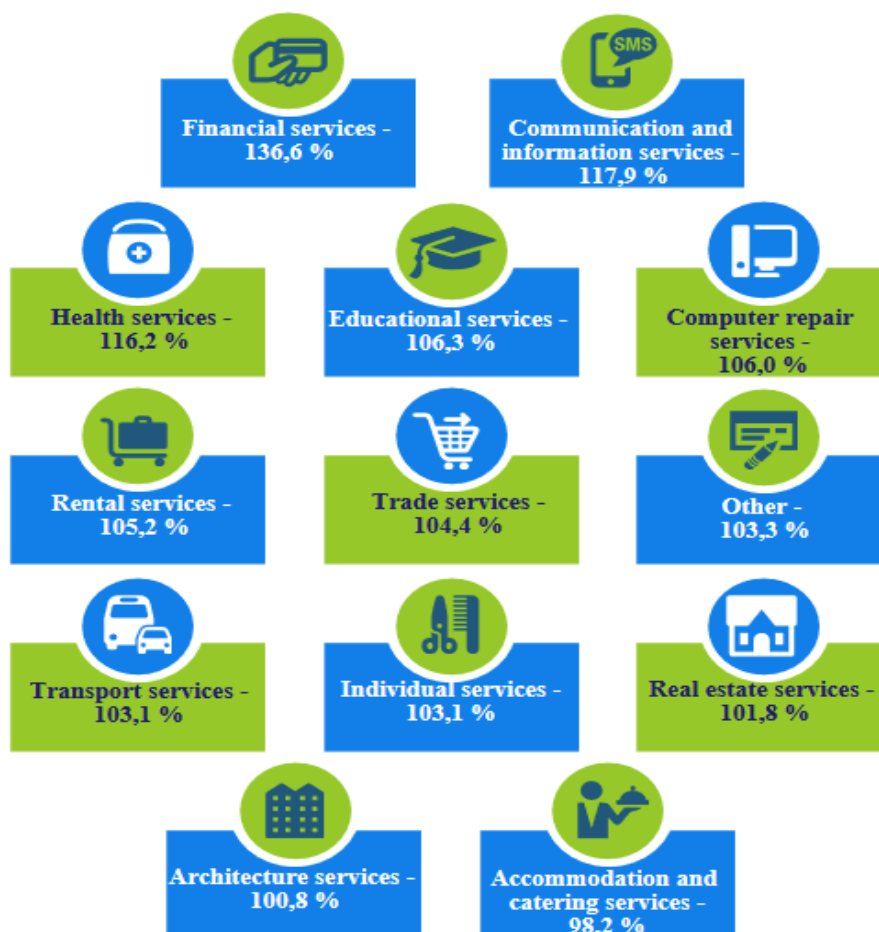 SMS
Financial services -
136,6 %
Communication and
information services -
117,9 %
Health services -
116,2 %
Educational services -
106,3 %
Computer repair
services -
106,0 %
Rental services -
105,2 %
Trade services -
104,4 %
Other -
103,3 %
Transport services -
103,1 %
Individual services -
103,1 %
Real estate services -
101,8 %
Architecture services -
100,8 %
Accommodation and
catering services -
98,2 %